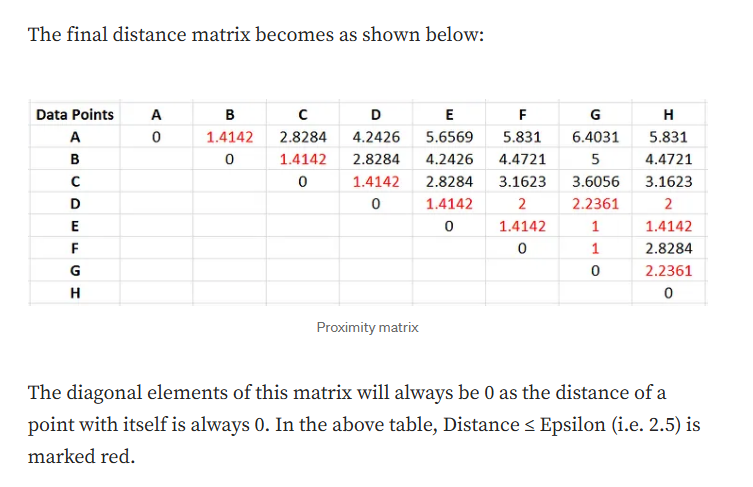 The final distance matrix becomes as shown below:
Data Points A B C D E F G H
A 0 1.4142 2.8284 4.2426 5.6569 5.831 6.4031 5.831
B 0 1.4142 2.8284 4.2426 4.4721 5 4.4721
C 0 1.4142 2.8284 3.1623 3.6056 3.1623
D 0 1.4142 2 2.2361 2
E 0 1.4142 1 1.4142
F 0 1 2.8284
G 0 2.2361
H 0
Proximity matrix
The diagonal elements of this matrix will always be 0 as the distance of a
point with itself is always 0. In the above table, Distance ≤ Epsilon (i.e. 2.5) is
marked red.